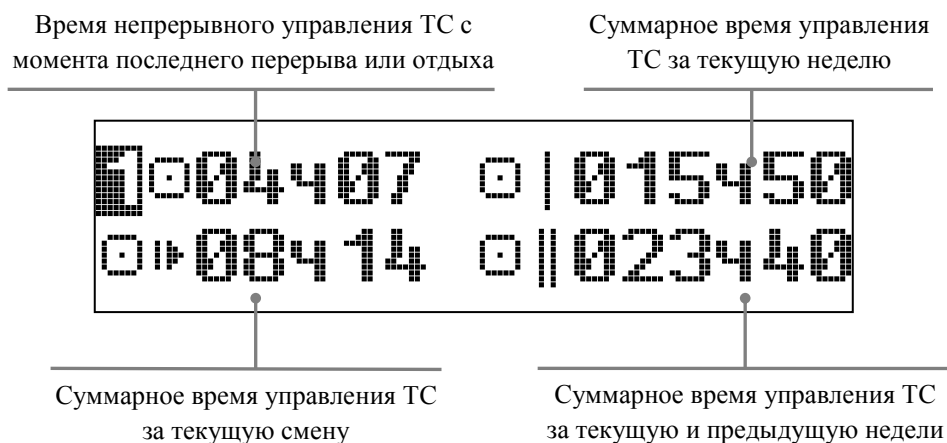 Время непрерывного управления ТС с
момента последнего перерыва или отдыха
Суммарное время управления
ТС за текущую неделю
1 04ч07 | 015ч50
08ч14 || 023ч40
Суммарное время управления ТС
за текущую смену
Суммарное время управления ТС
за текущую и предыдущую недели